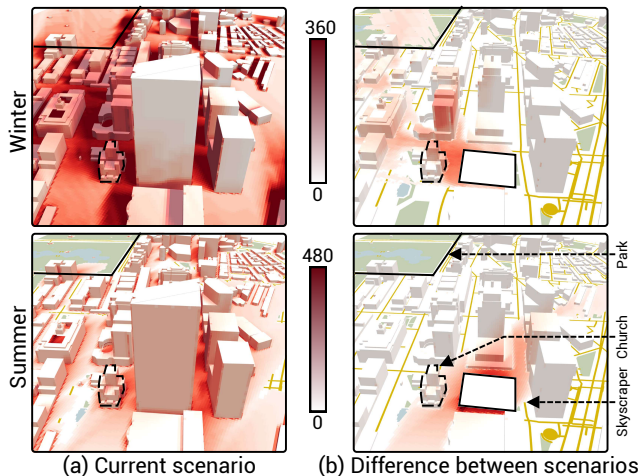 Winter
360
0
Summer
480
0
Park
Church
Skyscraper
(a) Current scenario
(b) Difference between scenarios